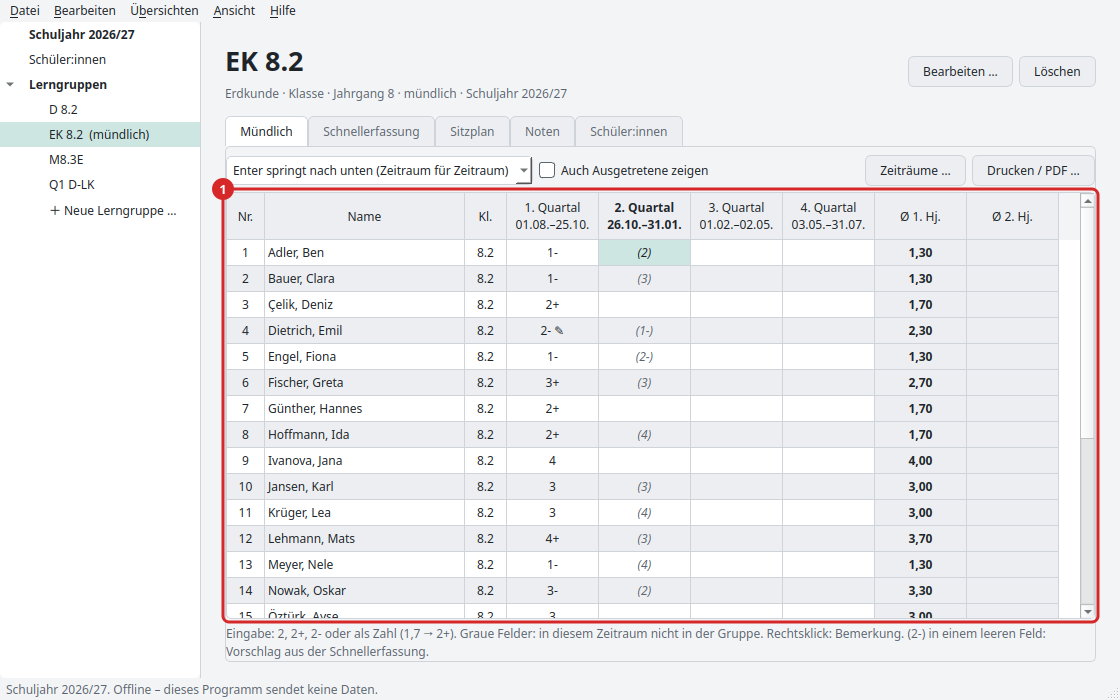 Datei Bearbeiten Übersichten Ansicht Hilfe
Schuljahr 2026/27
Schüler:innen
Lerngruppen
D 8.2
EK 8.2 (mündlich)
M8.3E
Q1 D-LK
+ Neue Lerngruppe ...
EK 8.2
Erdkunde · Klasse · Jahrgang 8 · mündlich · Schuljahr 2026/27
Bearbeiten ... Löschen
Mündlich Schnellerfassung Sitzplan Noten Schüler:innen
Enter springt nach unten (Zeitraum für Zeitraum) Auch Ausgetretene zeigen Zeiträume ... Drucken / PDF ...
1
Nr. Name Kl. 1. Quartal 01.08.–25.10. 2. Quartal 26.10.–31.01. 3. Quartal 01.02.–02.05. 4. Quartal 03.05.–31.07. Ø 1. Hj. Ø 2. Hj.
1 Adler, Ben 8.2 1- (2) 1,30
2 Bauer, Clara 8.2 1- (3) 1,30
3 Çelik, Deniz 8.2 2+ 1,70
4 Dietrich, Emil 8.2 2- ✎ (1-) 2,30
5 Engel, Fiona 8.2 1- (2-) 1,30
6 Fischer, Greta 8.2 3+ (3) 2,70
7 Günther, Hannes 8.2 2+ 1,70
8 Hoffmann, Ida 8.2 2+ (4) 1,70
9 Ivanova, Jana 8.2 4 4,00
10 Jansen, Karl 8.2 3 (3) 3,00
11 Krüger, Lea 8.2 3 (4) 3,00
12 Lehmann, Mats 8.2 4+ (3) 3,70
13 Meyer, Nele 8.2 1- (4) 1,30
14 Nowak, Oskar 8.2 3- (2) 3,30
15 Öztürk, Ayse 8.2 3 3,00
Eingabe: 2, 2+, 2- oder als Zahl (1,7 → 2+). Graue Felder: in diesem Zeitraum nicht in der Gruppe. Rechtsklick: Bemerkung. (2-) in einem leeren Feld:
Vorschlag aus der Schnellerfassung.
Schuljahr 2026/27. Offline – dieses Programm sendet keine Daten.